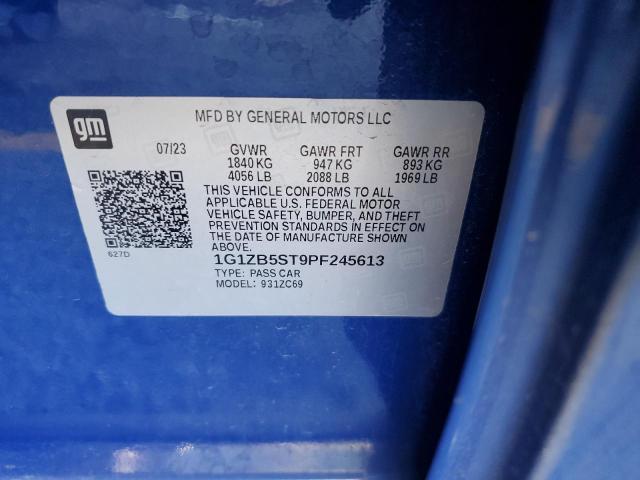 gm
MFD BY GENERAL MOTORS LLC
07/23 GVWR GAWR FRT GAWR RR
1840 KG 947 KG 893 KG
4056 LB 2088 LB 1969 LB
THIS VEHICLE CONFORMS TO ALL
APPLICABLE U.S. FEDERAL MOTOR
VEHICLE SAFETY, BUMPER, AND THEFT
PREVENTION STANDARDS IN EFFECT ON
THE DATE OF MANUFACTURE SHOWN
ABOVE.
627D
1G1ZB5ST9PF245613
TYPE: PASS CAR
MODEL: 931ZC69